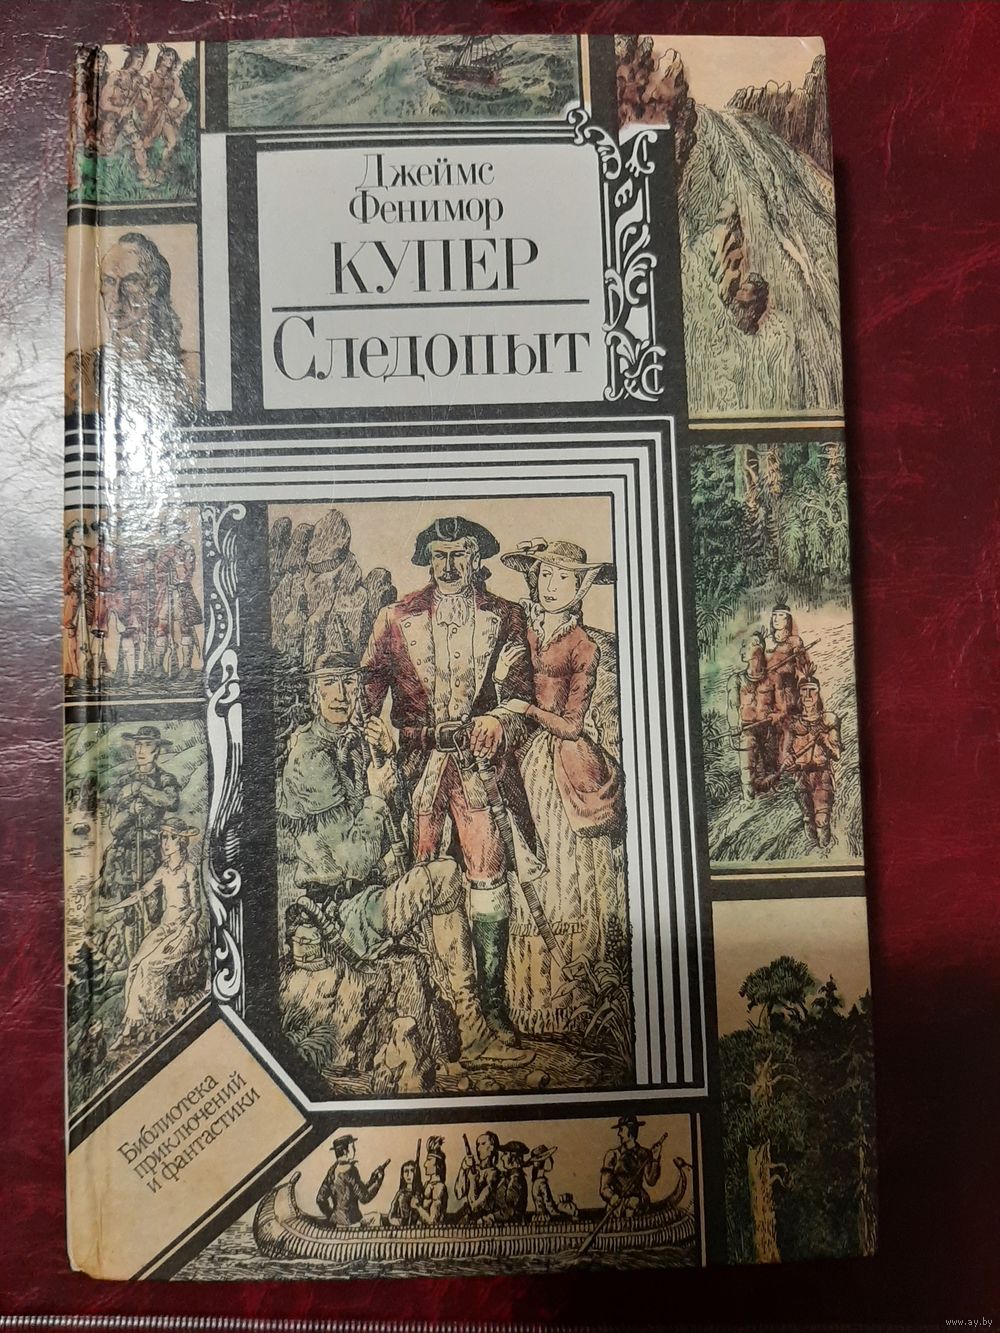 Джеймс
Фенимор
КУПЕР
Следопыт
Библиотека
приключений
и фантастики
www.ay.by